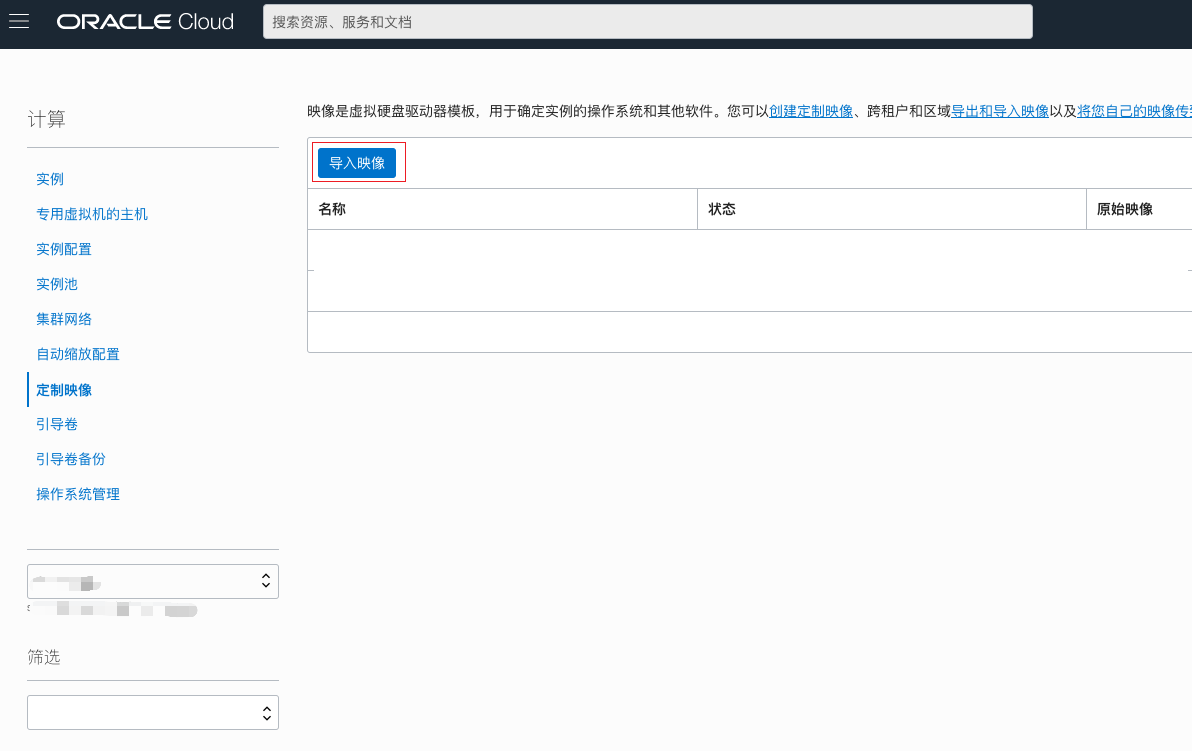 ORACLE Cloud
搜索资源、服务和文档
计算
实例
专用虚拟机的主机
实例配置
实例池
集群网络
自动缩放配置
定制映像
引导卷
引导卷备份
操作系统管理
筛选
映像是虚拟硬盘驱动器模板，用于确定实例的操作系统和其他软件。您可以创建定制映像、跨租户和区域导出和导入映像以及将您自己的映像传
导入映像
名称 状态 原始映像